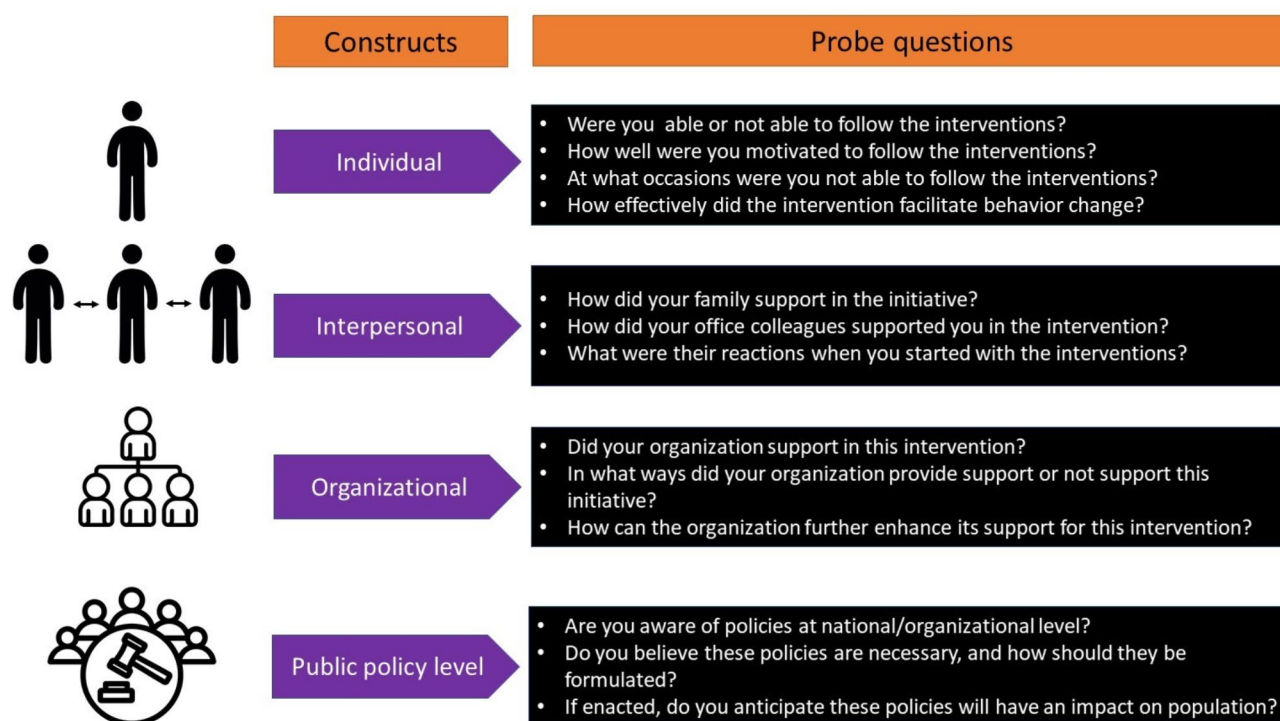 Constructs
Probe questions
Individual
• Were you able or not able to follow the interventions?
• How well were you motivated to follow the interventions?
• At what occasions were you not able to follow the interventions?
• How effectively did the intervention facilitate behavior change?
Interpersonal
• How did your family support in the initiative?
• How did your office colleagues supported you in the intervention?
• What were their reactions when you started with the interventions?
Organizational
• Did your organization support in this intervention?
• In what ways did your organization provide support or not support this
initiative?
• How can the organization further enhance its support for this intervention?
Public policy level
• Are you aware of policies at national/organizational level?
• Do you believe these policies are necessary, and how should they be
formulated?
• If enacted, do you anticipate these policies will have an impact on population?